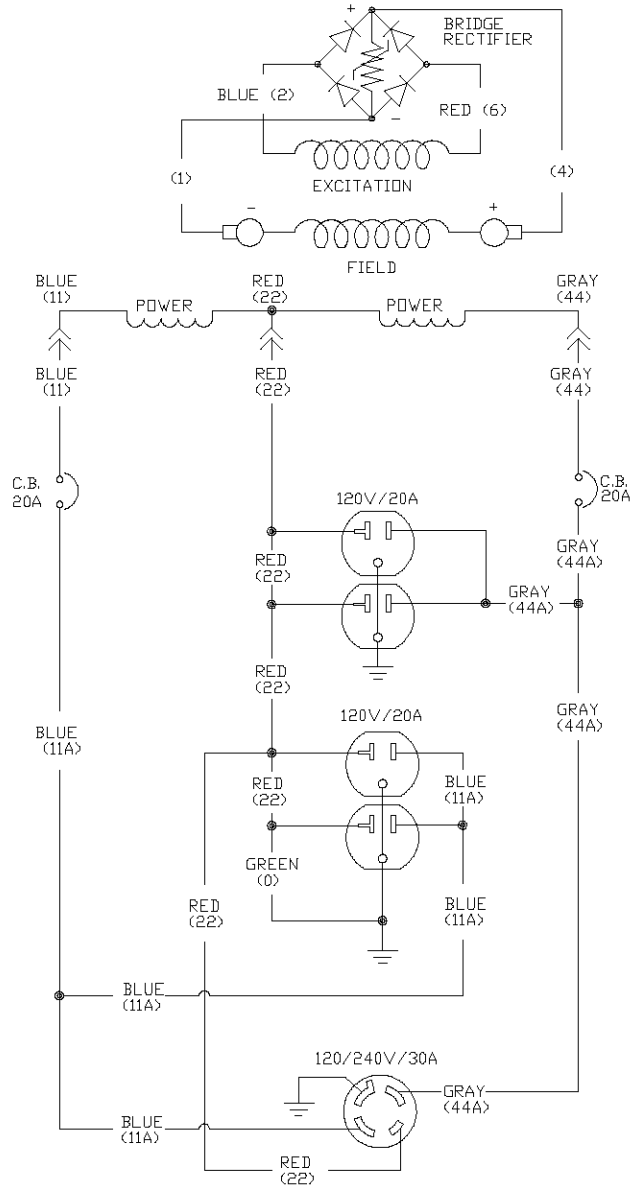 +
BRIDGE
RECTIFIER
BLUE (2)
RED (6)
-
(1)
(4)
EXCITATION
-
+
FIELD
BLUE
(11)
POWER
RED
(22)
POWER
GRAY
(44)
BLUE
(11)
RED
(22)
GRAY
(44)
C.B.
20A
C.B.
20A
120V/20A
RED
(22)
GRAY
(44A)
GRAY
(44A)
RED
(22)
120V/20A
GRAY
(44A)
BLUE
(11A)
RED
(22)
BLUE
(11A)
GREEN
(0)
RED
(22)
BLUE
(11A)
BLUE
(11A)
120/240V/30A
GRAY
(44A)
BLUE
(11A)
RED
(22)